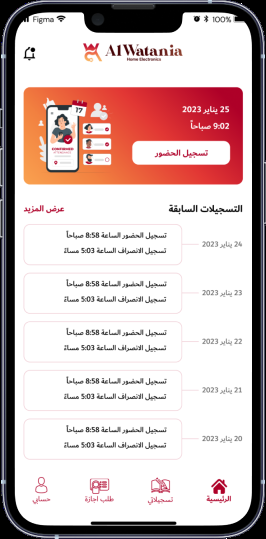 Figma
100%
AlWatania
Home Electronics
25 يناير 2023
9:02 صباحاً
تسجيل الحضور
17
CONFIRMED
التسجيلات السابقة
عرض المزيد
24 يناير 2023
تسجيل الحضور الساعة 8:58 صباحاً
تسجيل الانصراف الساعة 5:03 مساءً
23 يناير 2023
تسجيل الحضور الساعة 8:58 صباحاً
تسجيل الانصراف الساعة 5:03 مساءً
22 يناير 2023
تسجيل الحضور الساعة 8:58 صباحاً
تسجيل الانصراف الساعة 5:03 مساءً
21 يناير 2023
تسجيل الحضور الساعة 8:58 صباحاً
تسجيل الانصراف الساعة 5:03 مساءً
20 يناير 2023
تسجيل الحضور الساعة 8:58 صباحاً
تسجيل الانصراف الساعة 5:03 مساءً
الرئيسية
تسجيلاتي
طلب اجازة
حسابي